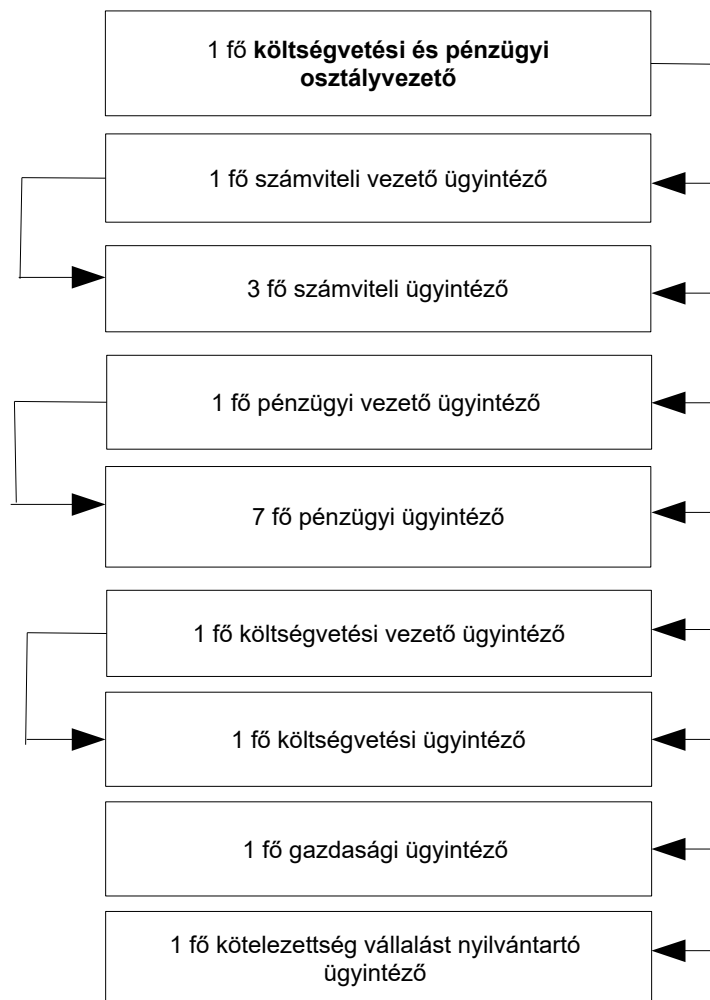 1 fő költségvetési és pénzügyi
osztályvezető
1 fő számviteli vezető ügyintéző
3 fő számviteli ügyintéző
1 fő pénzügyi vezető ügyintéző
7 fő pénzügyi ügyintéző
1 fő költségvetési vezető ügyintéző
1 fő költségvetési ügyintéző
1 fő gazdasági ügyintéző
1 fő kötelezettség vállalást nyilvántartó
ügyintéző